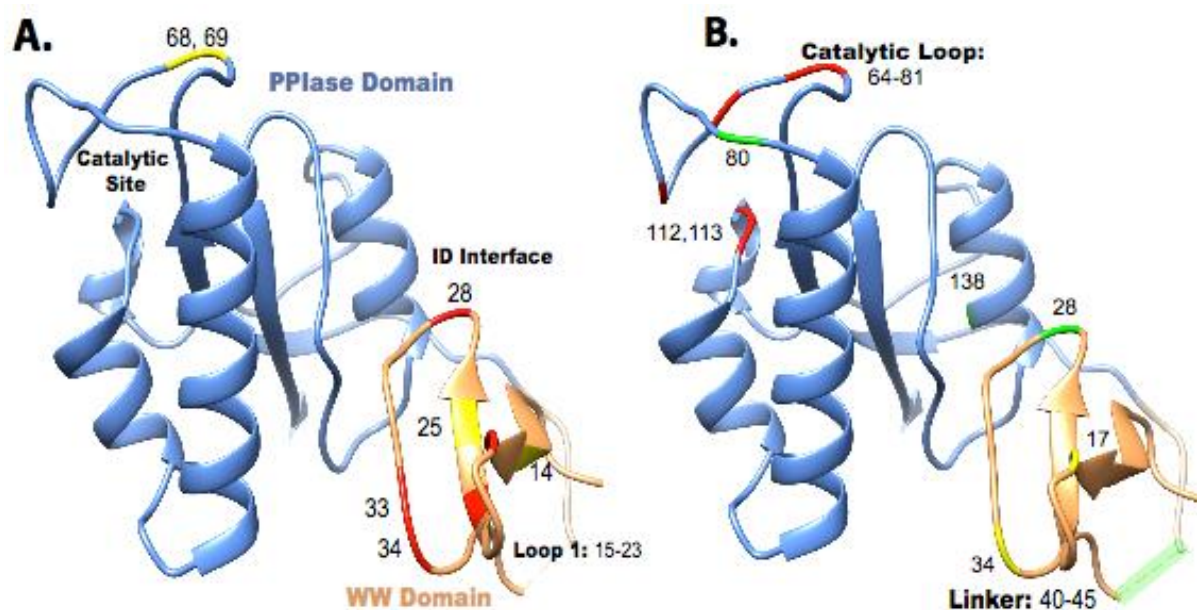 A.
68, 69
PPIase Domain
Catalytic
Site
ID Interface
28
25
14
33
34
Loop 1: 15-23
WW Domain
B.
Catalytic Loop:
64-81
80
112,113
138
28
17
34
Linker: 40-45